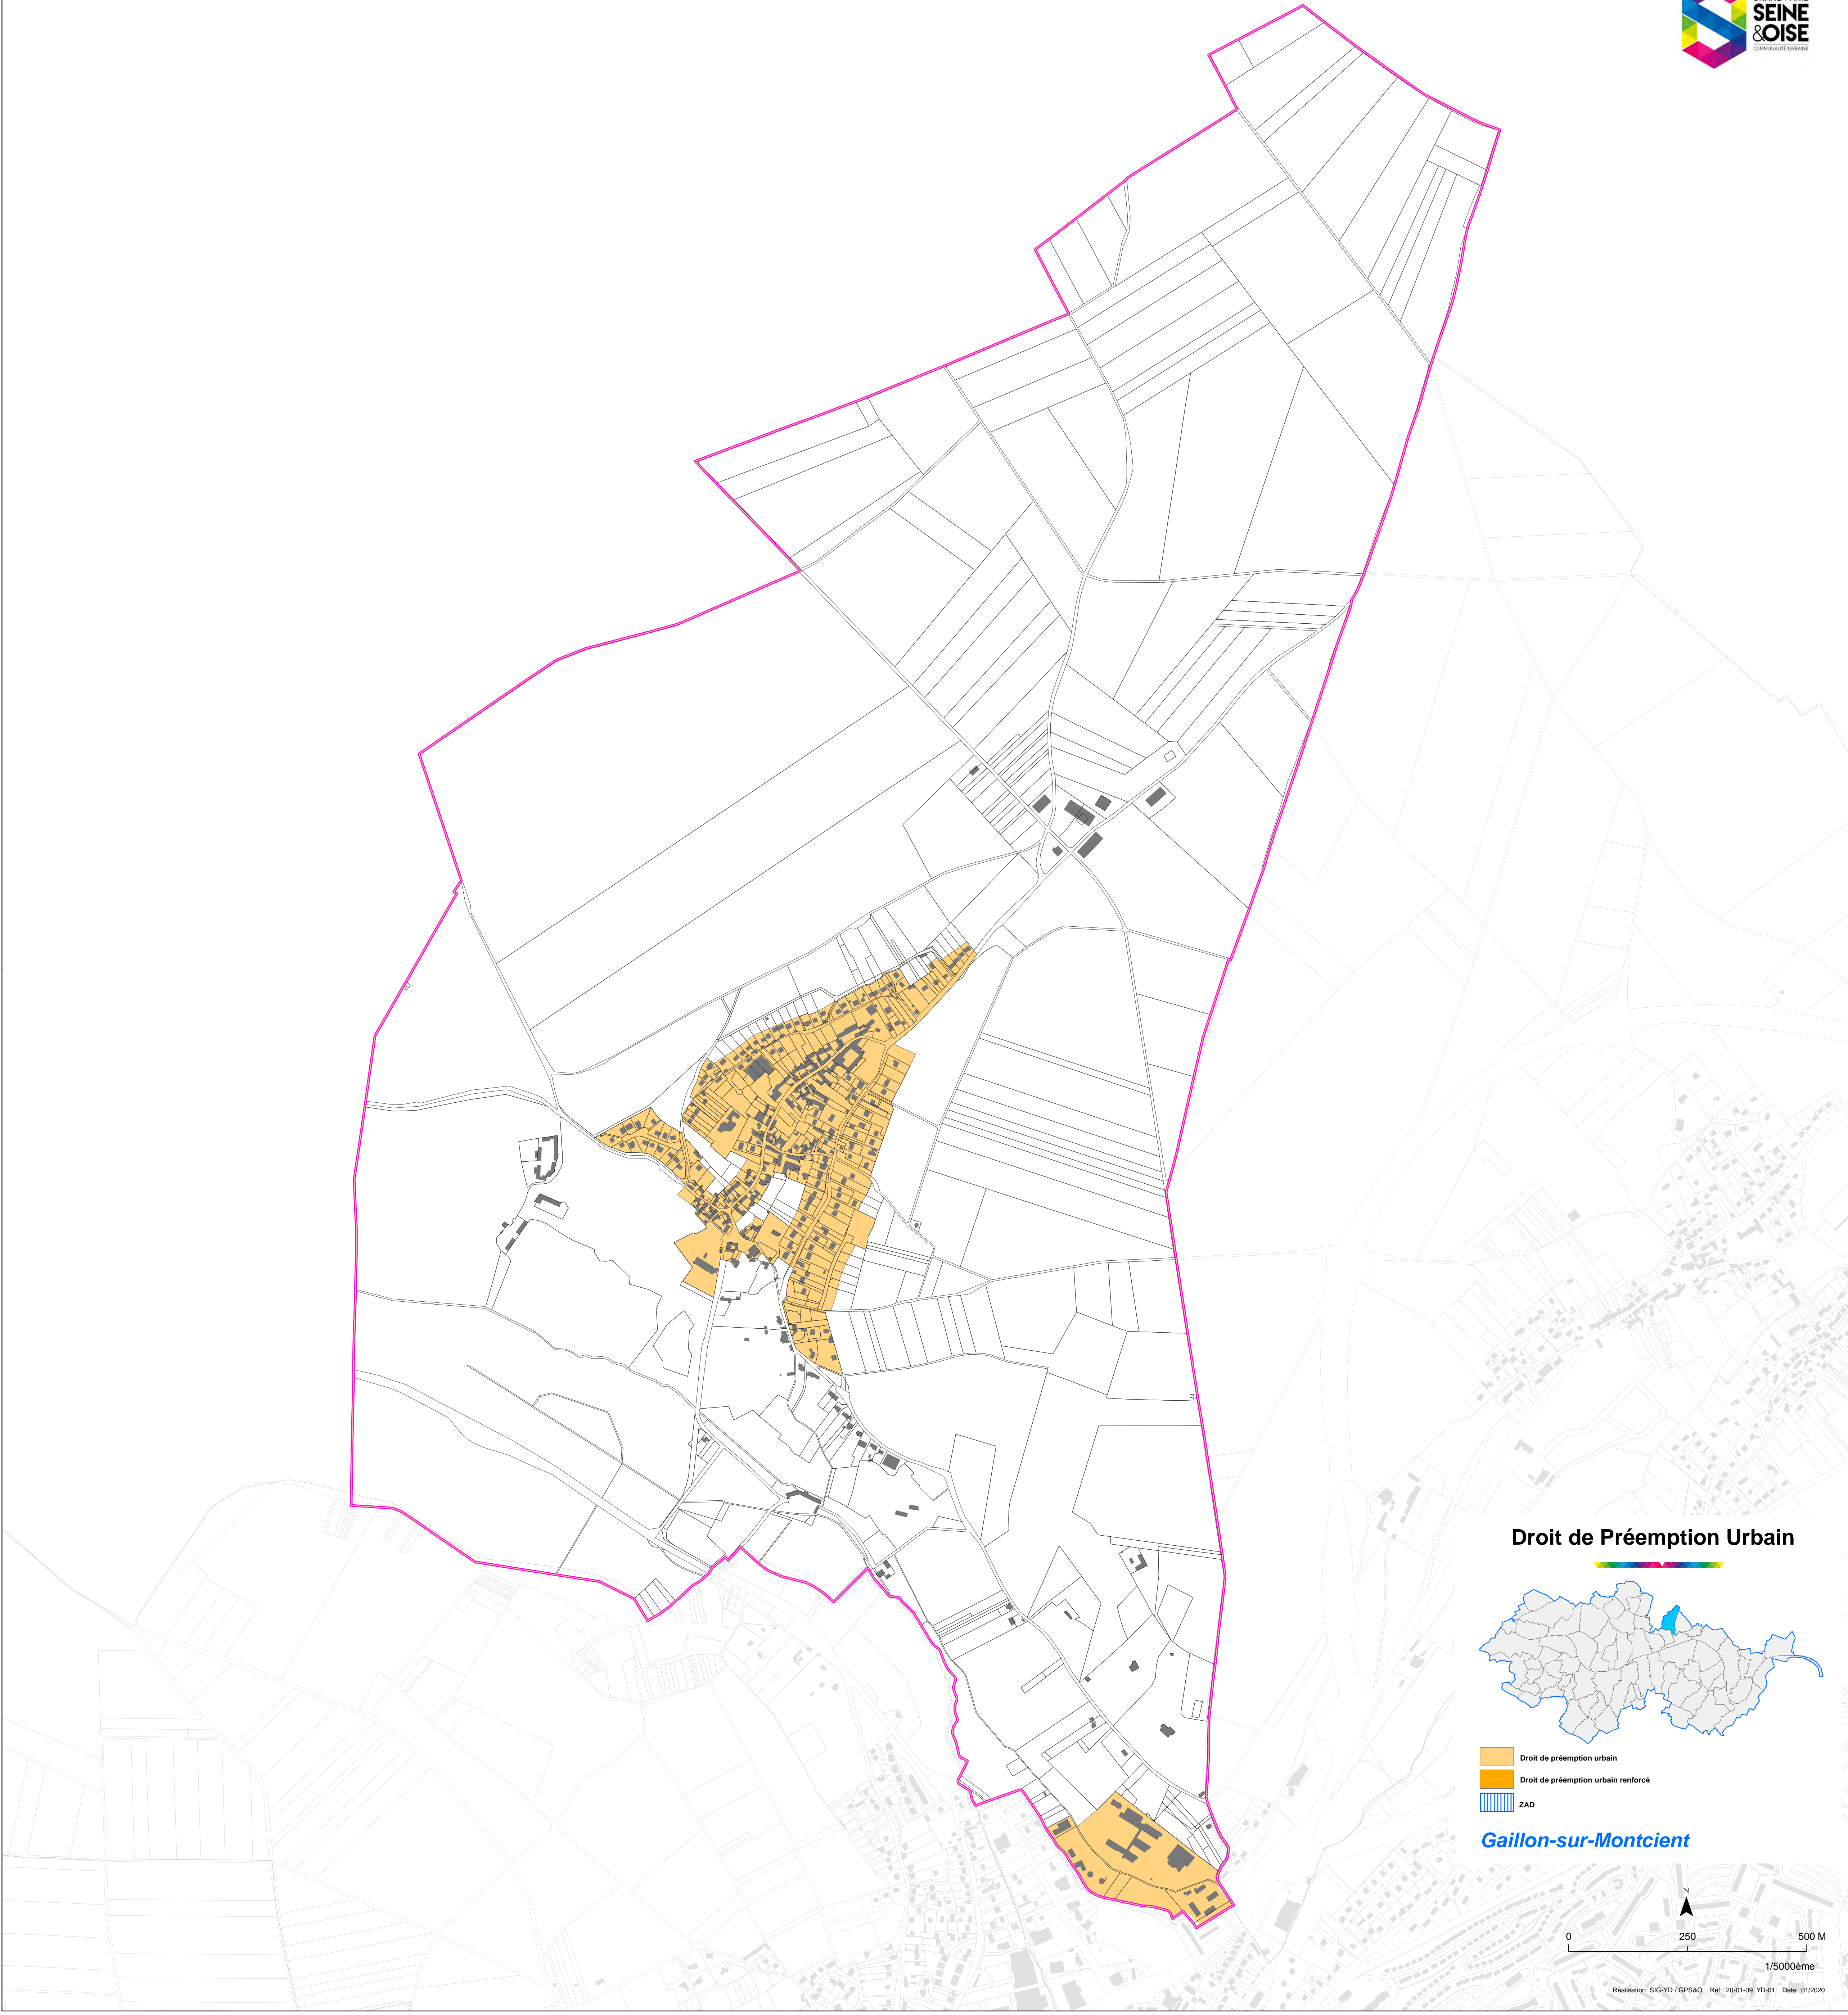 SEINE
&OISE
COMMUNAUTÉ URBAINE
Droit de Préemption Urbain
Droit de préemption urbain
Droit de préemption urbain renforcé
ZAD
Gaillon-sur-Montcient
N
0 250 500 M
1/5000ème
Réalisation: SIG-YD / GPS&O _ Réf : 20-01-09_YD-01 _ Date: 01/2020